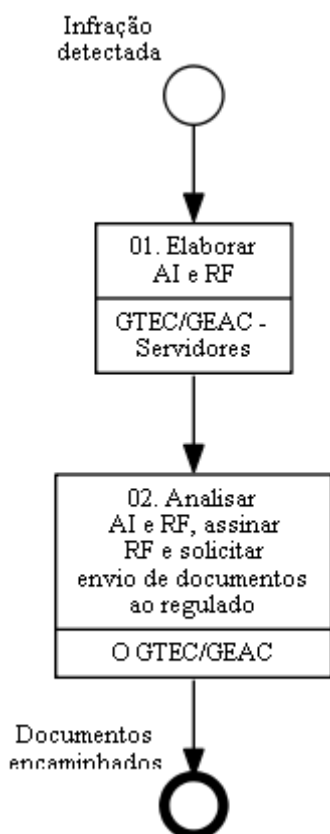 Infração
detectada
01. Elaborar
AI e RF
GTEC/GEAC -
Servidores
02. Analisar
AI e RF, assinar
RF e solicitar
envio de documentos
ao regulado
O GTEC/GEAC
Documentos
encaminhados